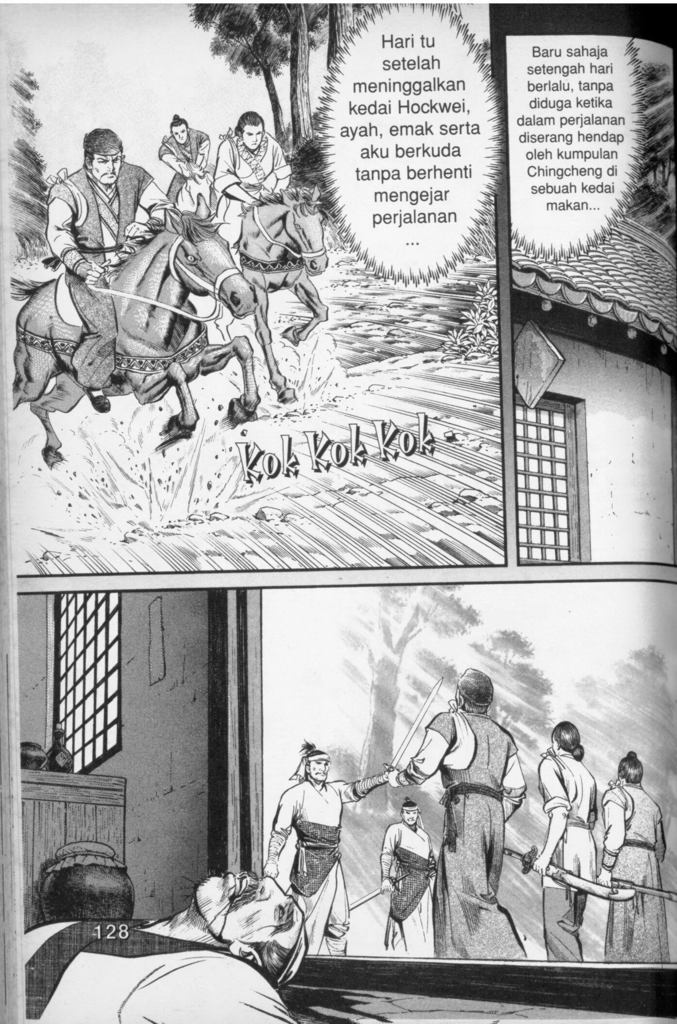 Hari tu
setelah
meninggalkan
kedai Hockwei,
ayah, emak serta
aku berkuda
tanpa berhenti
mengejar
perjalanan
...
Baru sahaja
setengah hari
berlalu, tanpa
diduga ketika
dalam perjalanan
diserang hendap
oleh kumpulan
Chingcheng di
sebuah kedai
makan...
Kok Kok Kok
128